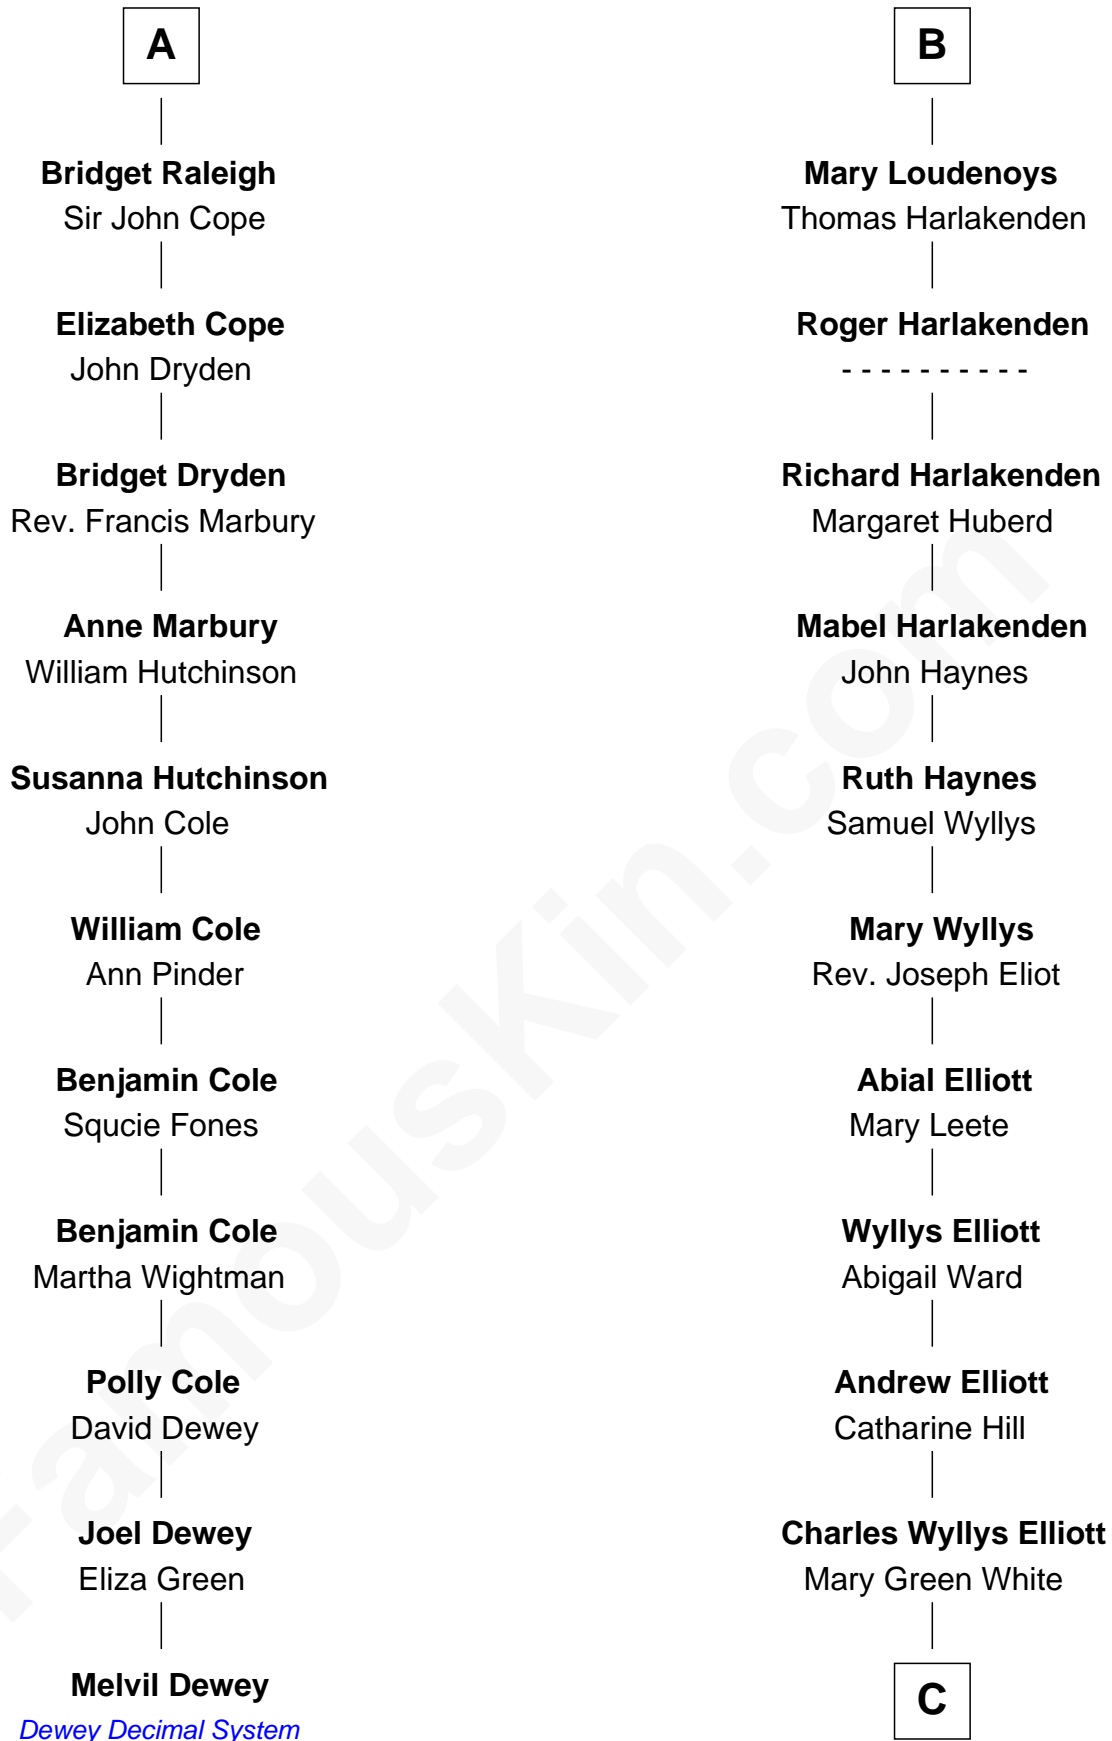 A
Bridget Raleigh
Sir John Cope
Elizabeth Cope
John Dryden
Bridget Dryden
Rev. Francis Marbury
Anne Marbury
William Hutchinson
Susanna Hutchinson
John Cole
William Cole
Ann Pinder
Benjamin Cole
Squcie Fones
Benjamin Cole
Martha Wightman
Polly Cole
David Dewey
Joel Dewey
Eliza Green
Melvil Dewey
Dewey Decimal System
B
Mary Loudenoys
Thomas Harlakenden
Roger Harlakenden
- - - - - - - - - -
Richard Harlakenden
Margaret Huberd
Mabel Harlakenden
John Haynes
Ruth Haynes
Samuel Wyllys
Mary Wyllys
Rev. Joseph Eliot
Abial Elliott
Mary Leete
Wyllys Elliott
Abigail Ward
Andrew Elliott
Catharine Hill
Charles Wyllys Elliott
Mary Green White
C
FamousKin.com